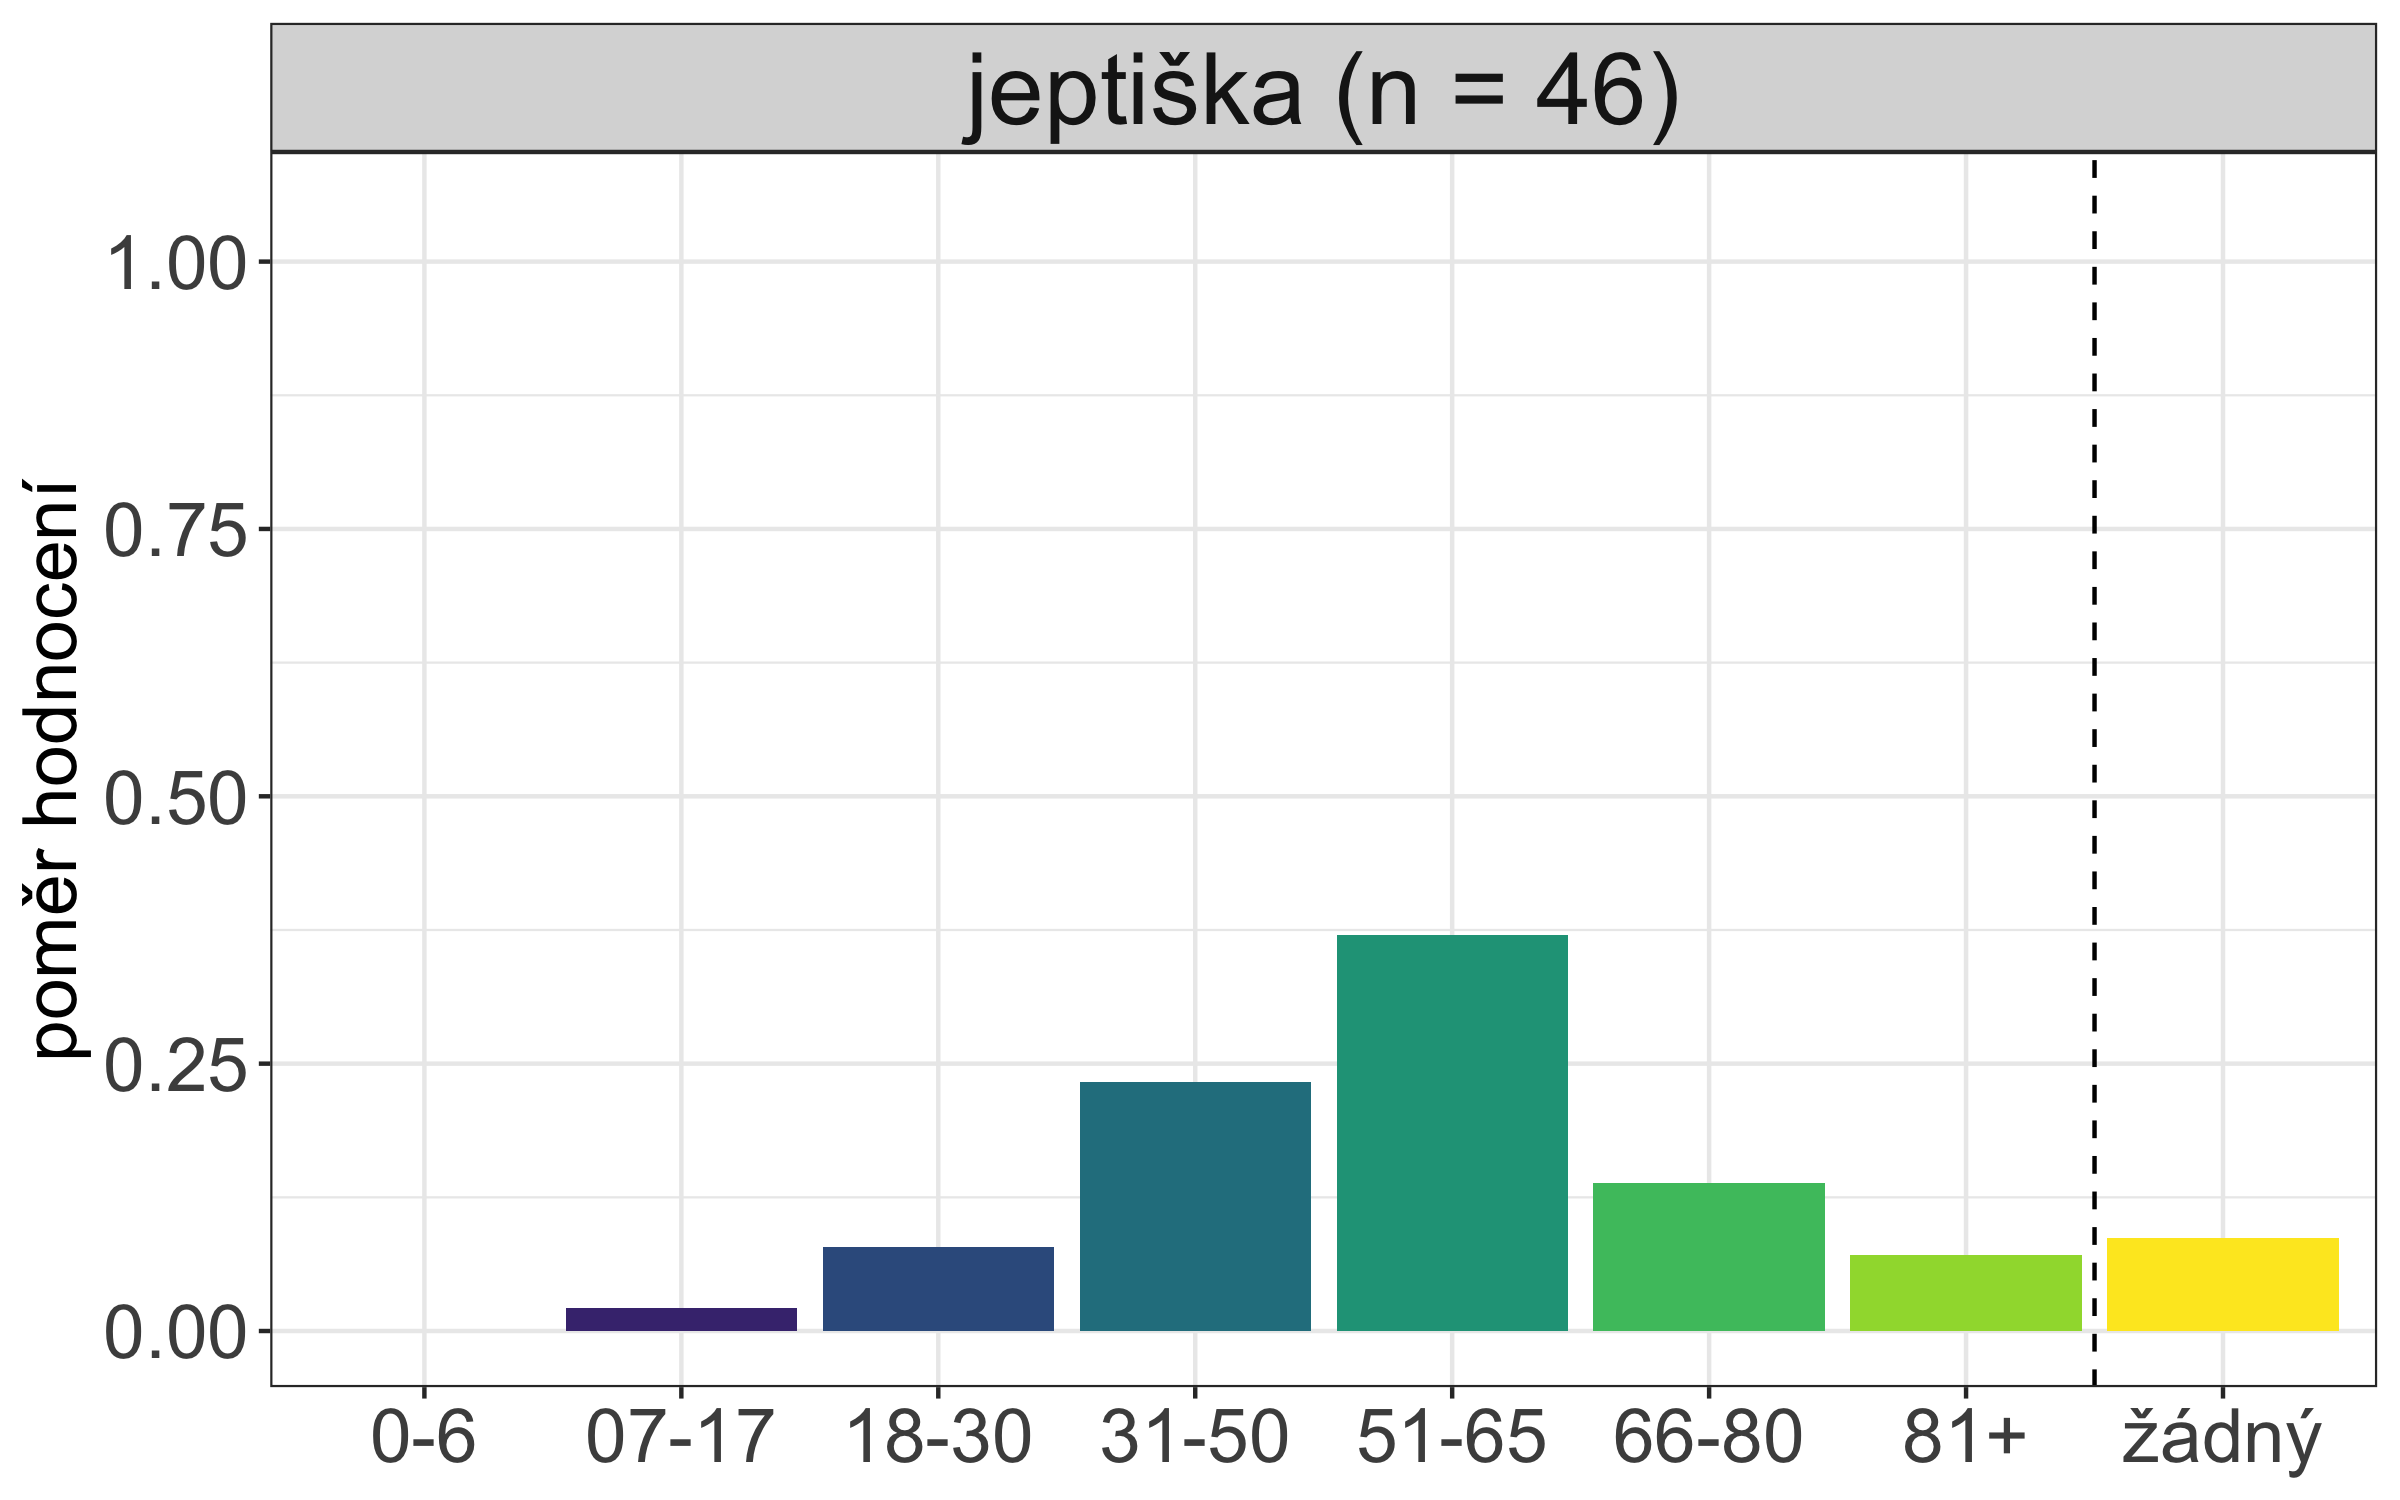 jeptiška (n = 46)
poměr hodnocení
1.00
0.75
0.50
0.25
0.00
0-6 07-17 18-30 31-50 51-65 66-80 81+ žádný